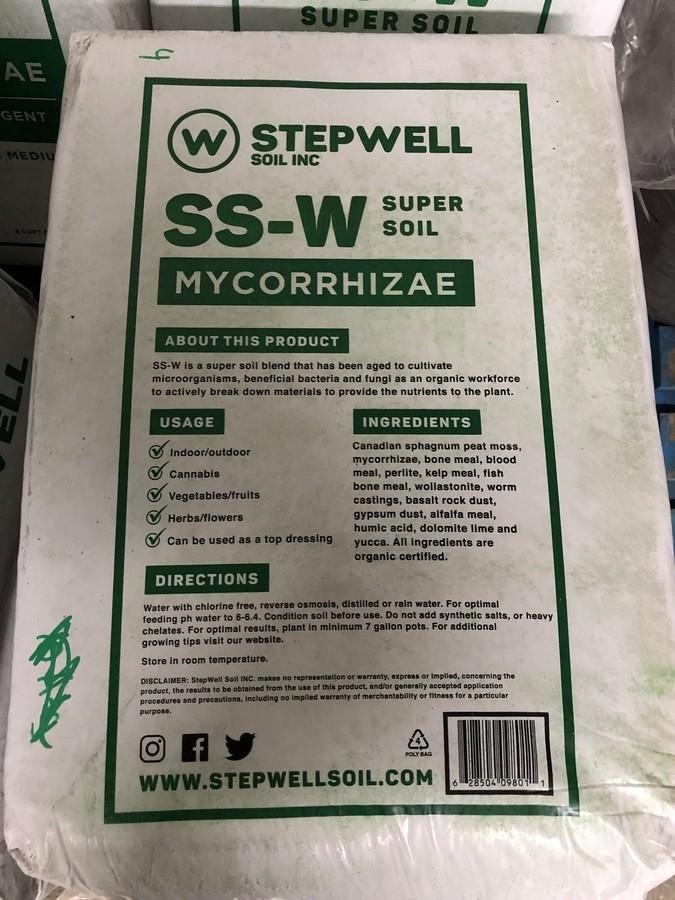 SUPER SOIL
AE
GENT
MEDIU
STEPWELL
SOIL INC
SS-W SUPER
SOIL
MYCORRHIZAE
ABOUT THIS PRODUCT
SS-W is a super soil blend that has been aged to cultivate
microorganisms, beneficial bacteria and fungi as an organic workforce
to actively break down materials to provide the nutrients to the plant.
USAGE
Indoor/outdoor
Cannabis
Vegetables/fruits
Herbs/flowers
Can be used as a top dressing
INGREDIENTS
Canadian sphagnum peat moss,
mycorrhizae, bone meal, blood
meal, perlite, kelp meal, fish
bone meal, wollastonite, worm
castings, basalt rock dust,
gypsum dust, alfalfa meal,
humic acid, dolomite lime and
yucca. All ingredients are
organic certified.
DIRECTIONS
Water with chlorine free, reverse osmosis, distilled or rain water. For optimal
feeding ph water to 6-6.4. Condition soil before use. Do not add synthetic salts, or heavy
chelates. For optimal results, plant in minimum 7 gallon pots. For additional
growing tips visit our website.
Store in room temperature.
DISCLAIMER: StepWell Soil INC. makes no representation or warranty, express or implied, concerning the
product, the results to be obtained from the use of this product, and/or generally accepted application
procedures and precautions, including no implied warranty of merchantability or fitness for a particular
purpose.
4
POLY BAG
WWW.STEPWELLSOIL.COM
6 28504 09801 1
ELL